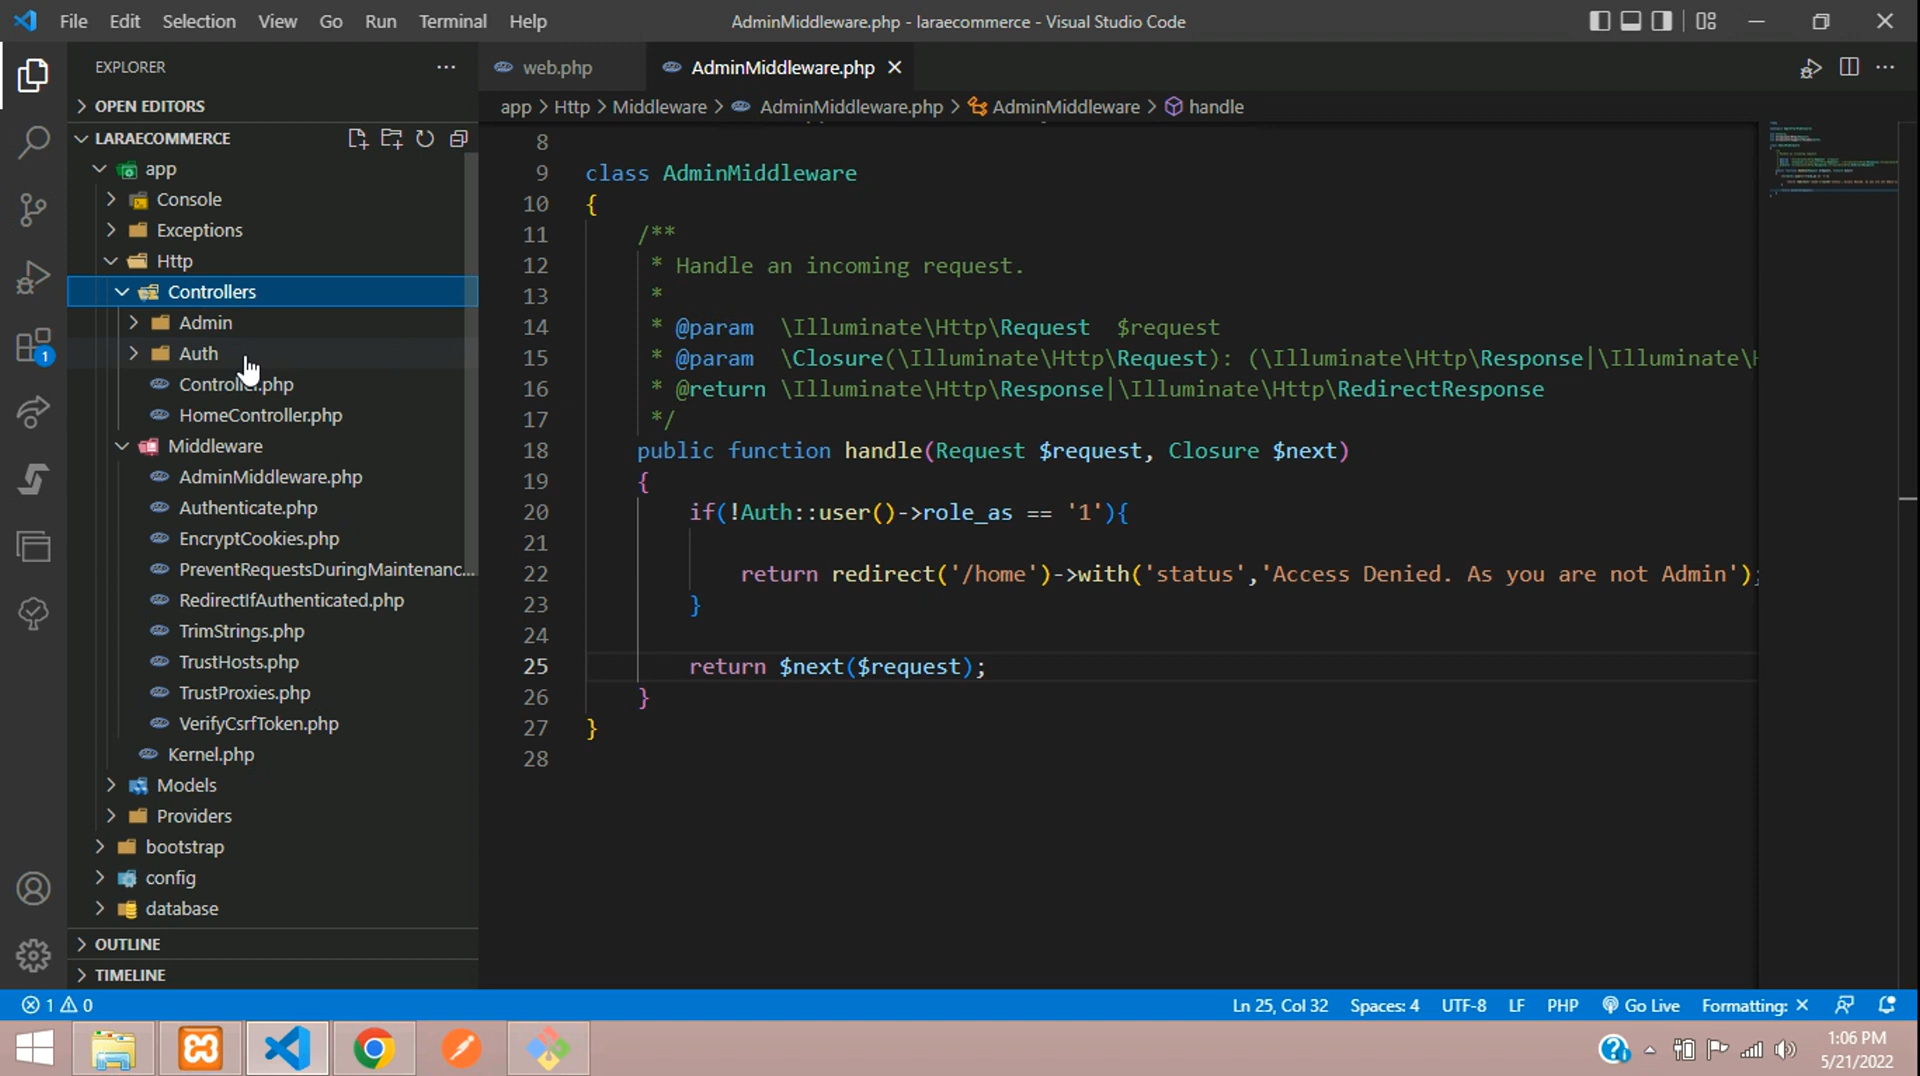 File Edit Selection View Go Run Terminal Help
AdminMiddleware.php - laraecommerce - Visual Studio Code
EXPLORER
OPEN EDITORS
LARAECOMMERCE
app
Console
Exceptions
Http
Controllers
Admin
Auth
Controller.php
HomeController.php
Middleware
AdminMiddleware.php
Authenticate.php
EncryptCookies.php
PreventRequestsDuringMaintenanc...
RedirectIfAuthenticated.php
TrimStrings.php
TrustHosts.php
TrustProxies.php
VerifyCsrfToken.php
Kernel.php
Models
Providers
bootstrap
config
database
OUTLINE
TIMELINE
1
web.php
AdminMiddleware.php
app > Http > Middleware > AdminMiddleware.php > AdminMiddleware > handle
8
9 class AdminMiddleware
10 {
11 /**
12 * Handle an incoming request.
13 *
14 * @param \Illuminate\Http\Request $request
15 * @param \Closure(\Illuminate\Http\Request): (\Illuminate\Http\Response|\Illuminate\H
16 * @return \Illuminate\Http\Response|\Illuminate\Http\RedirectResponse
17 */
18 public function handle(Request $request, Closure $next)
19 {
20 if(!Auth::user()->role_as == '1'){
21
22 return redirect('/home')->with('status','Access Denied. As you are not Admin');
23 }
24
25 return $next($request);
26 }
27 }
28
1 0
Ln 25, Col 32 Spaces: 4 UTF-8 LF PHP Go Live Formatting: ×
1:06 PM
5/21/2022